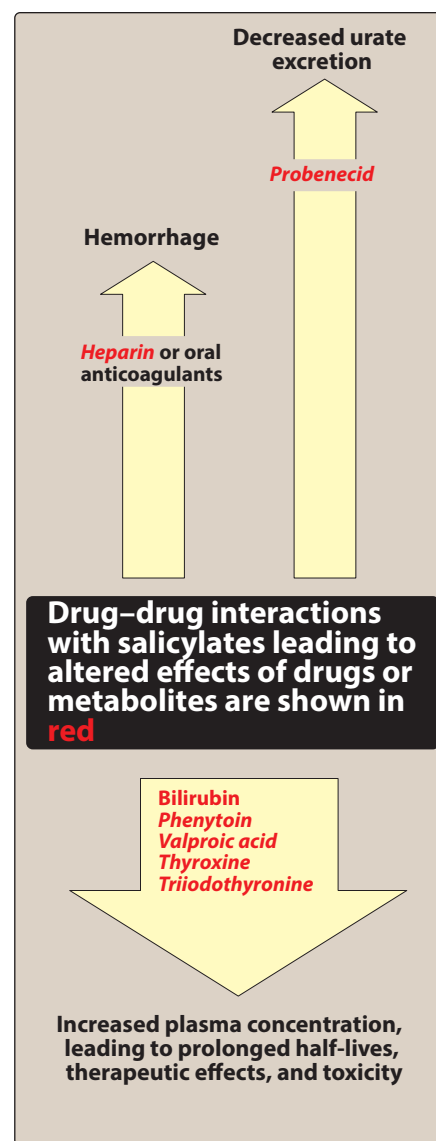 Decreased urate
excretion
Probenecid
Hemorrhage
Heparin or oral
anticoagulants
Drug–drug interactions
with salicylates leading to
altered effects of drugs or
metabolites are shown in
red
Bilirubin
Phenytoin
Valproic acid
Thyroxine
Triiodothyronine
Increased plasma concentration,
leading to prolonged half-lives,
therapeutic effects, and toxicity